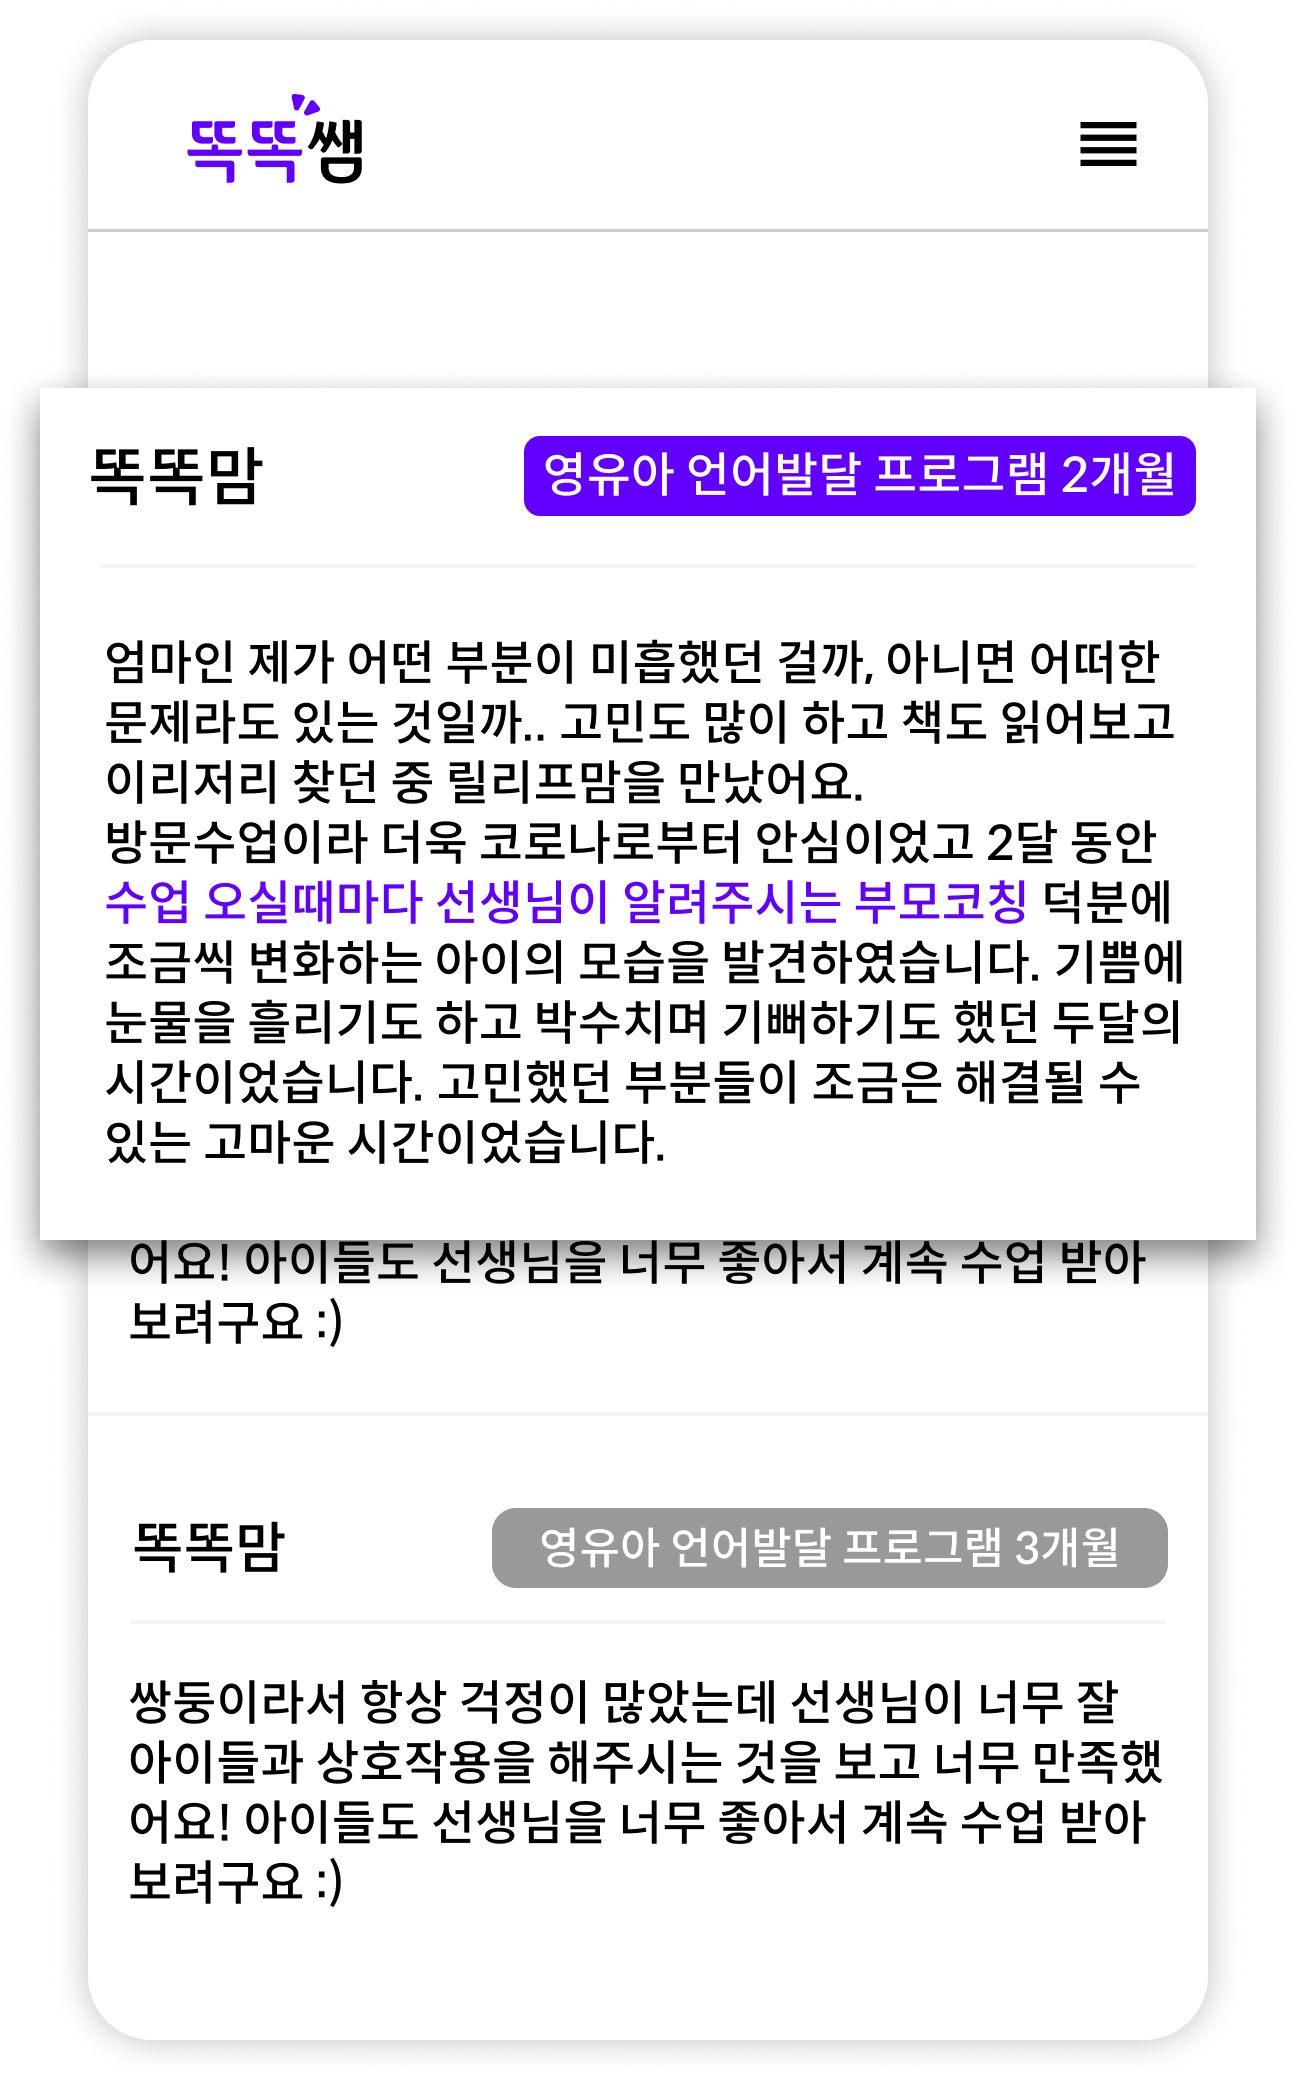 똑똑쌤
똑똑맘
영유아 언어발달 프로그램 2개월
엄마인 제가 어떤 부분이 미흡했던 걸까, 아니면 어떠한
문제라도 있는 것일까.. 고민도 많이 하고 책도 읽어보고
이리저리 찾던 중 릴리프맘을 만났어요.
방문수업이라 더욱 코로나로부터 안심이었고 2달 동안
수업 오실때마다 선생님이 알려주시는 부모코칭 덕분에
조금씩 변화하는 아이의 모습을 발견하였습니다. 기쁨에
눈물을 흘리기도 하고 박수치며 기뻐하기도 했던 두달의
시간이었습니다. 고민했던 부분들이 조금은 해결될 수
있는 고마운 시간이었습니다.
어요! 아이들도 선생님을 너무 좋아서 계속 수업 받아
보려구요 :)
똑똑맘
영유아 언어발달 프로그램 3개월
쌍둥이라서 항상 걱정이 많았는데 선생님이 너무 잘
아이들과 상호작용을 해주시는 것을 보고 너무 만족했
어요! 아이들도 선생님을 너무 좋아서 계속 수업 받아
보려구요 :)